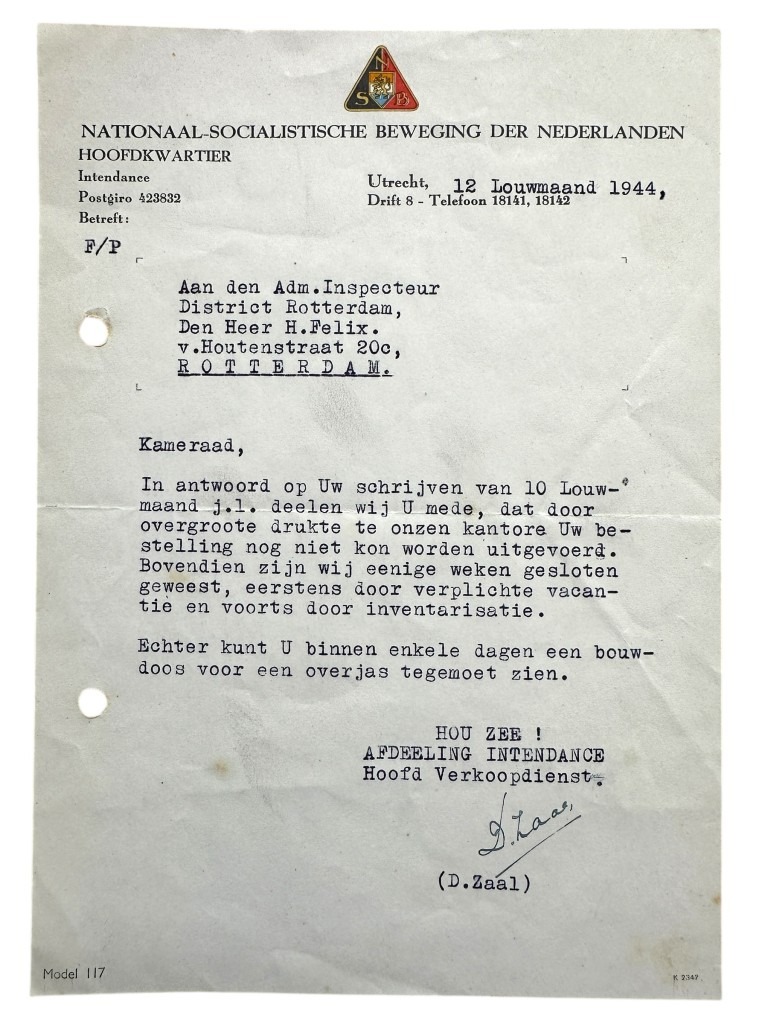 N
S B
NATIONAAL-SOCIALISTISCHE BEWEGING DER NEDERLANDEN
HOOFDKWARTIER
Intendance
Postgiro 423832
Betreft:
F/P
Utrecht, 12 Louwmaand 1944,
Drift 8 - Telefoon 18141, 18142
Aan den Adm.Inspecteur
District Rotterdam,
Den Heer H.Felix.
v.Houtenstraat 20c,
R O T T E R D A M.
Kameraad,
In antwoord op Uw schrijven van 10 Louw-
maand j.l. deelen wij U mede, dat door
overgroote drukte te onzen kantore Uw be-
stelling nog niet kon worden uitgevoerd.
Bovendien zijn wij eenige weken gesloten
geweest, eerstens door verplichte vacan-
tie en voorts door inventarisatie.
Echter kunt U binnen enkele dagen een bouw-
doos voor een overjas tegemoet zien.
HOU ZEE !
AFDEELING INTENDANCE
Hoofd Verkoopdienst.
D. Zaal
(D.Zaal)
Model 117
K 2347